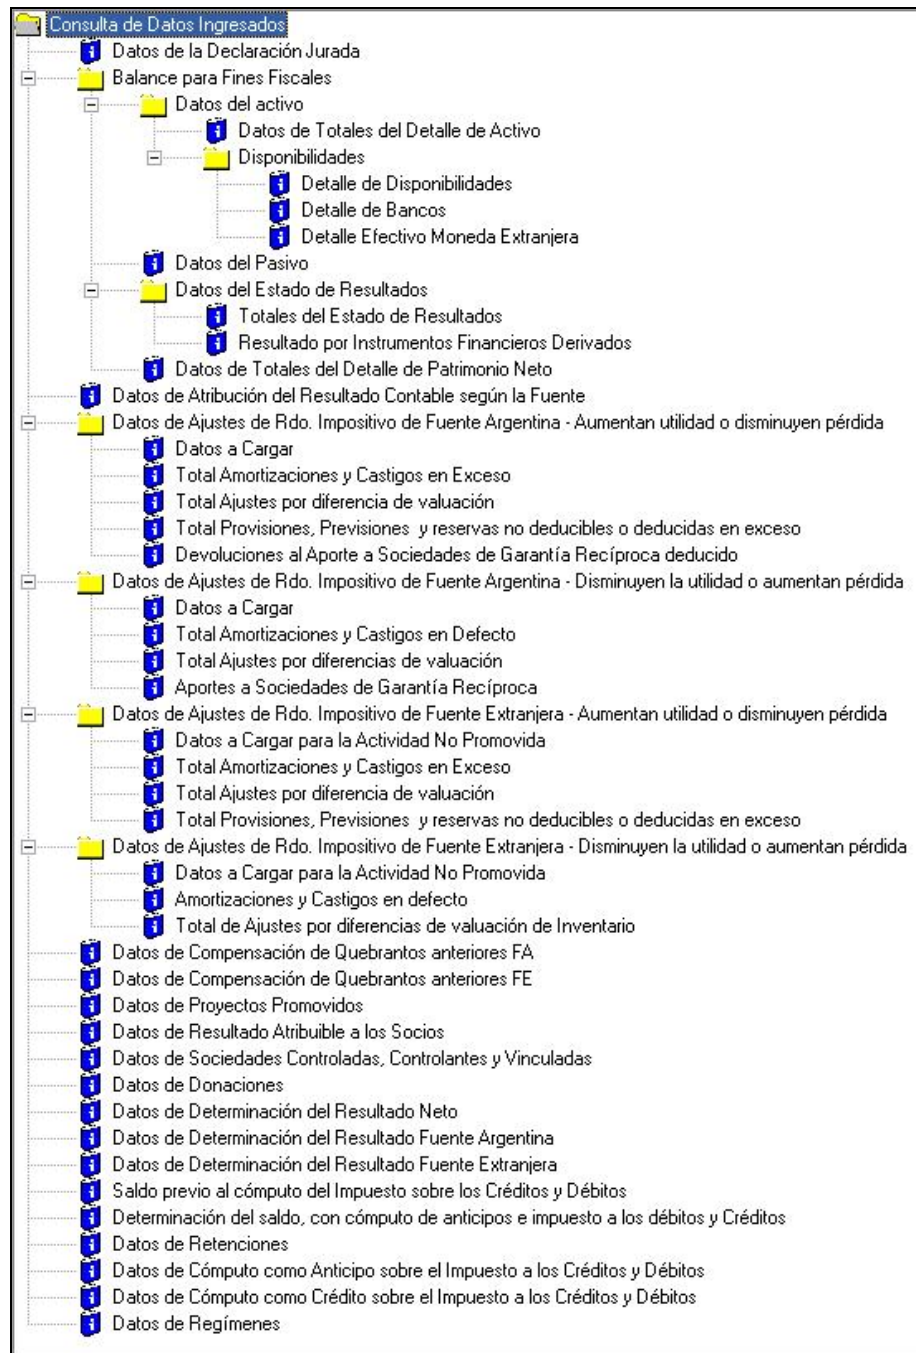 Consulta de Datos Ingresados
Datos de la Declaración Jurada
Balance para Fines Fiscales
Datos del activo
Datos de Totales del Detalle de Activo
Disponibilidades
Detalle de Disponibilidades
Detalle de Bancos
Detalle Efectivo Moneda Extranjera
Datos del Pasivo
Datos del Estado de Resultados
Totales del Estado de Resultados
Resultado por Instrumentos Financieros Derivados
Datos de Totales del Detalle de Patrimonio Neto
Datos de Atribución del Resultado Contable según la Fuente
Datos de Ajustes de Rdo. Impositivo de Fuente Argentina - Aumentan utilidad o disminuyen pérdida
Datos a Cargar
Total Amortizaciones y Castigos en Exceso
Total Ajustes por diferencia de valuación
Total Provisiones, Previsiones y reservas no deducibles o deducidas en exceso
Devoluciones al Aporte a Sociedades de Garantía Recíproca deducido
Datos de Ajustes de Rdo. Impositivo de Fuente Argentina - Disminuyen la utilidad o aumentan pérdida
Datos a Cargar
Total Amortizaciones y Castigos en Defecto
Total Ajustes por diferencias de valuación
Aportes a Sociedades de Garantía Recíproca
Datos de Ajustes de Rdo. Impositivo de Fuente Extranjera - Aumentan utilidad o disminuyen pérdida
Datos a Cargar para la Actividad No Promovida
Total Amortizaciones y Castigos en Exceso
Total Ajustes por diferencia de valuación
Total Provisiones, Previsiones y reservas no deducibles o deducidas en exceso
Datos de Ajustes de Rdo. Impositivo de Fuente Extranjera - Disminuyen la utilidad o aumentan pérdida
Datos a Cargar para la Actividad No Promovida
Amortizaciones y Castigos en defecto
Total de Ajustes por diferencias de valuación de Inventario
Datos de Compensación de Quebrantos anteriores FA
Datos de Compensación de Quebrantos anteriores FE
Datos de Proyectos Promovidos
Datos de Resultado Atribuible a los Socios
Datos de Sociedades Controladas, Controlantes y Vinculadas
Datos de Donaciones
Datos de Determinación del Resultado Neto
Datos de Determinación del Resultado Fuente Argentina
Datos de Determinación del Resultado Fuente Extranjera
Saldo previo al cómputo del Impuesto sobre los Créditos y Débitos
Determinación del saldo, con cómputo de anticipos e impuesto a los débitos y Créditos
Datos de Retenciones
Datos de Cómputo como Anticipo sobre el Impuesto a los Créditos y Débitos
Datos de Cómputo como Crédito sobre el Impuesto a los Créditos y Débitos
Datos de Regímenes